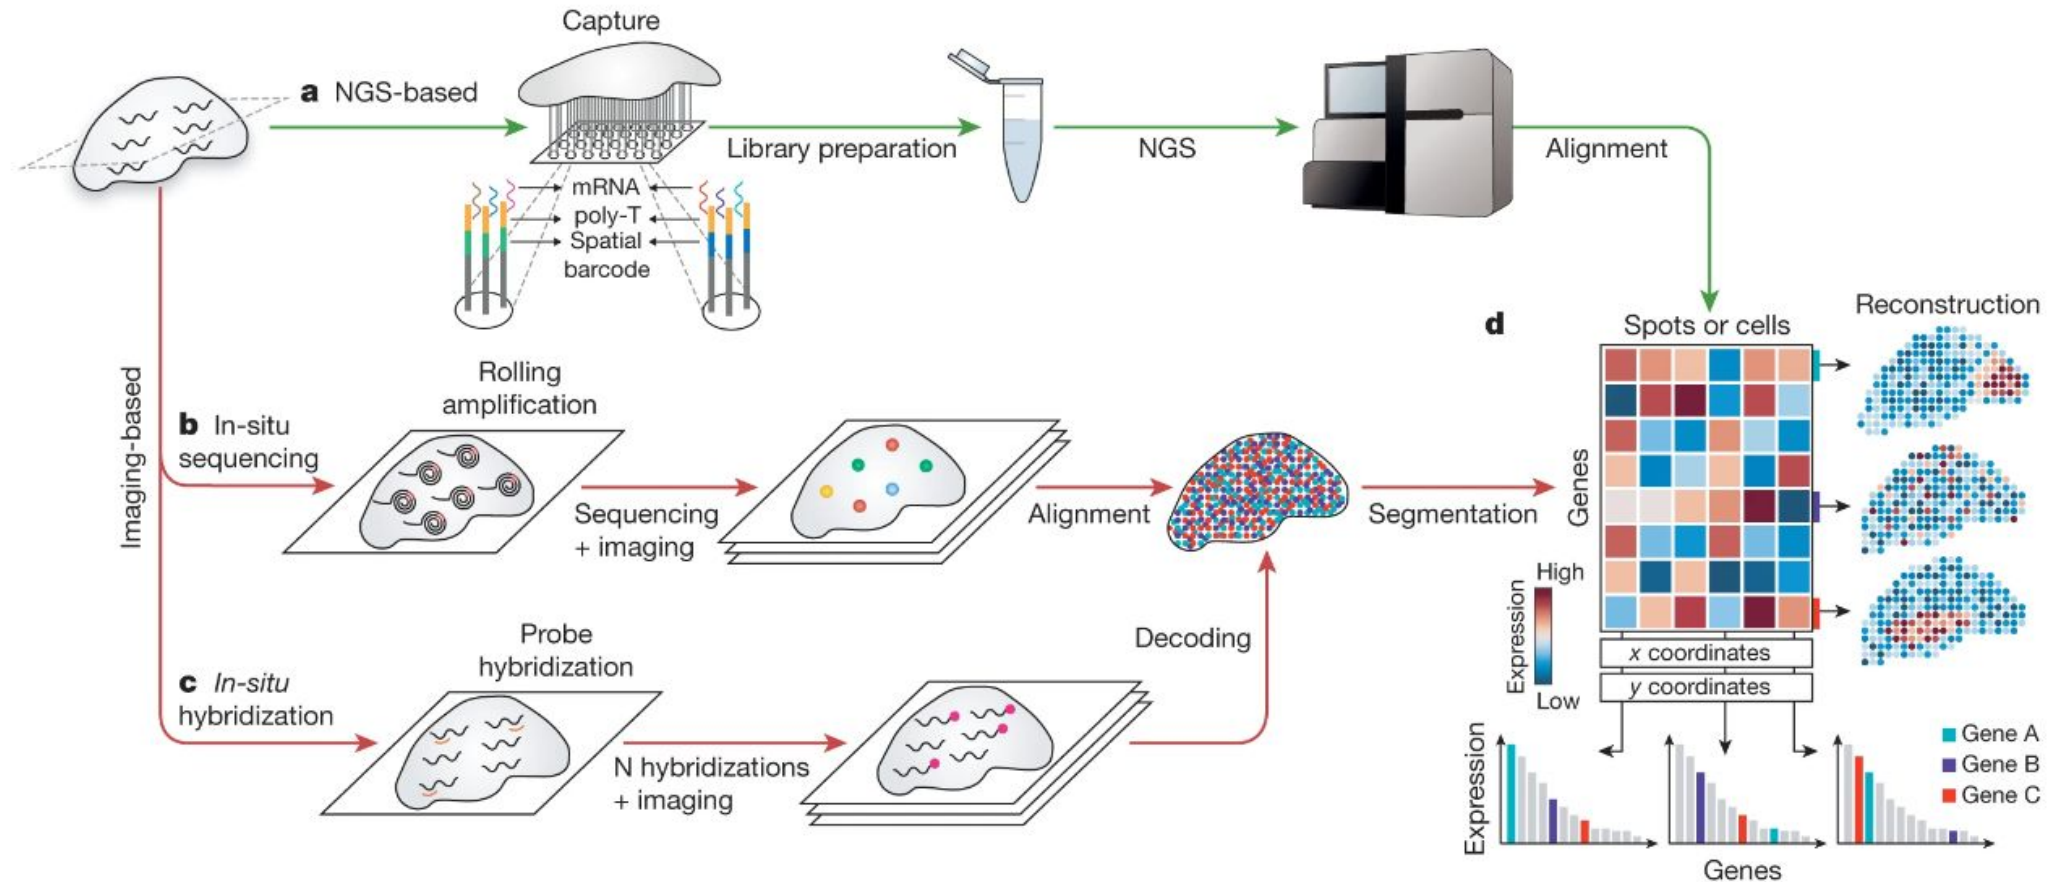 Capture
a NGS-based
Library preparation
NGS
Alignment
mRNA
poly-T
Spatial
barcode
Imaging-based
b In-situ
sequencing
Rolling
amplification
Sequencing
+ imaging
Alignment
Segmentation
c In-situ
hybridization
Probe
hybridization
N hybridizations
+ imaging
Decoding
d
Spots or cells
Reconstruction
Genes
Expression
High
Low
x coordinates
y coordinates
Expression
Genes
Gene A
Gene B
Gene C